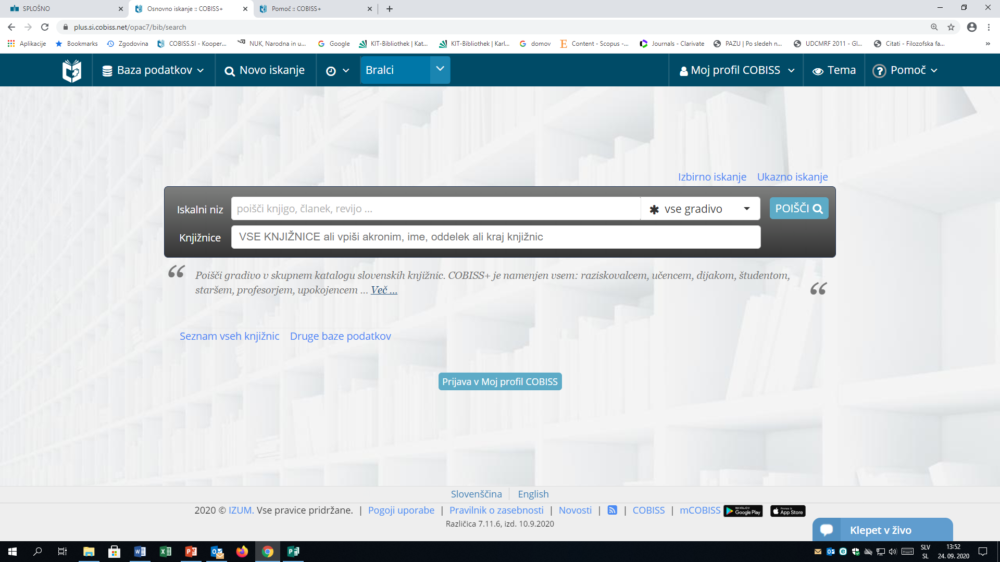 SPLOŠNO
Osnovno iskanje :: COBISS+
Pomoč :: COBISS+
plus.si.cobiss.net/opac7/bib/search
Aplikacije
Bookmarks
Zgodovina
COBISS.SI - Kooper...
NUK, Narodna in u...
Google
KIT-Bibliothek | Kat...
KIT-Bibliothek | Karl...
domov
Content - Scopus -...
Journals - Clarivate
PAZU | Po sledeh n...
UDCMRF 2011 - Gl...
Citati - Filozofska fa...
»
Baza podatkov
Novo iskanje
Bralci
Moj profil COBISS
Tema
Pomoč
Izbirno iskanje
Ukazno iskanje
Iskalni niz
poišči knjigo, članek, revijo ...
vse gradivo
POIŠČI
Knjižnice
VSE KNJIŽNICE ali vpiši akronim, ime, oddelek ali kraj knjižnic
“ Poišči gradivo v skupnem katalogu slovenskih knjižnic. COBISS+ je namenjen vsem: raziskovalcem, učencem, dijakom, študentom,
staršem, profesorjem, upokojencem ... Več ... “
Seznam vseh knjižnic
Druge baze podatkov
Prijava v Moj profil COBISS
Slovenščina
English
2020 © IZUM. Vse pravice pridržane. | Pogoji uporabe | Pravilnik o zasebnosti | Novosti | | COBISS | mCOBISS
NA VOLJO V
Google Play
Prenos iz
App Store
Različica 7.11.6, izd. 10.9.2020
Klepet v živo
SLV
SL
13:52
24. 09. 2020